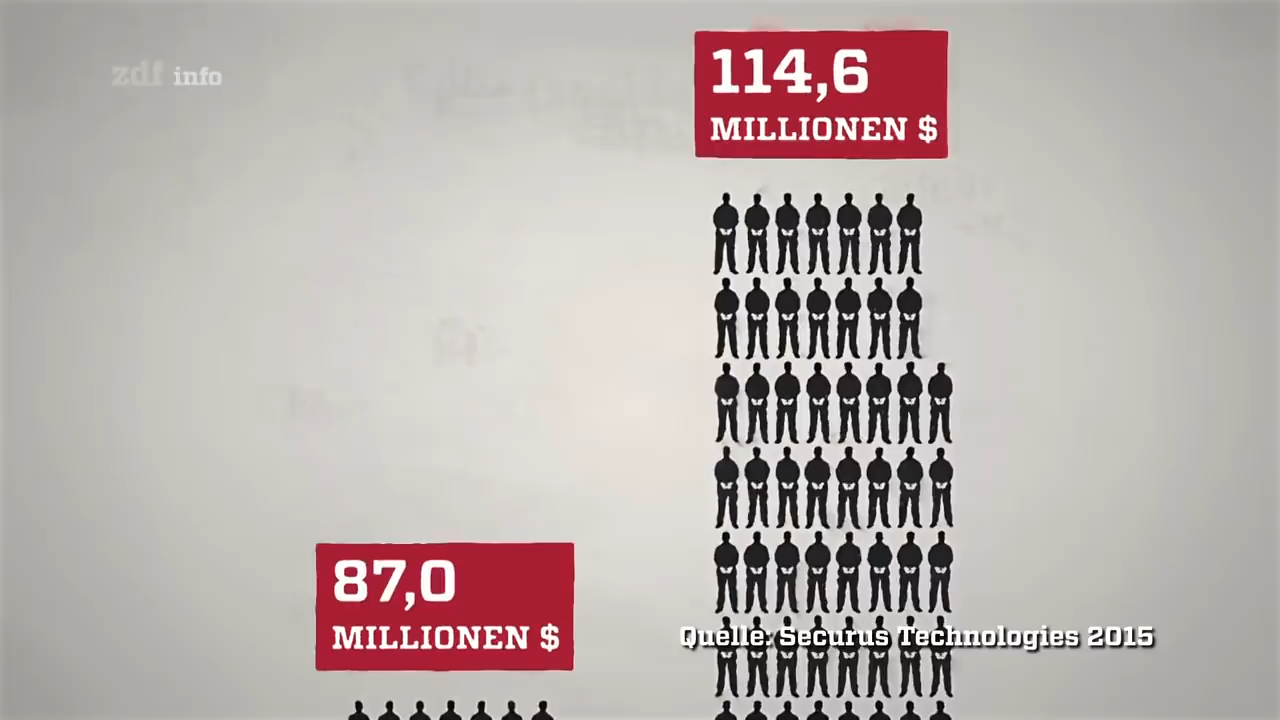 zdf info
114,6
MILLIONEN $
87,0
MILLIONEN $
Quelle: Securus Technologies 2015